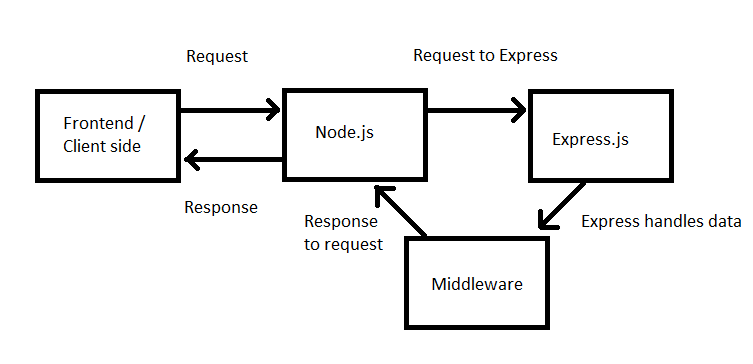 Request
Request to Express
Frontend /
Client side
Node.js
Express.js
Response
Response
to request
Express handles data
Middleware